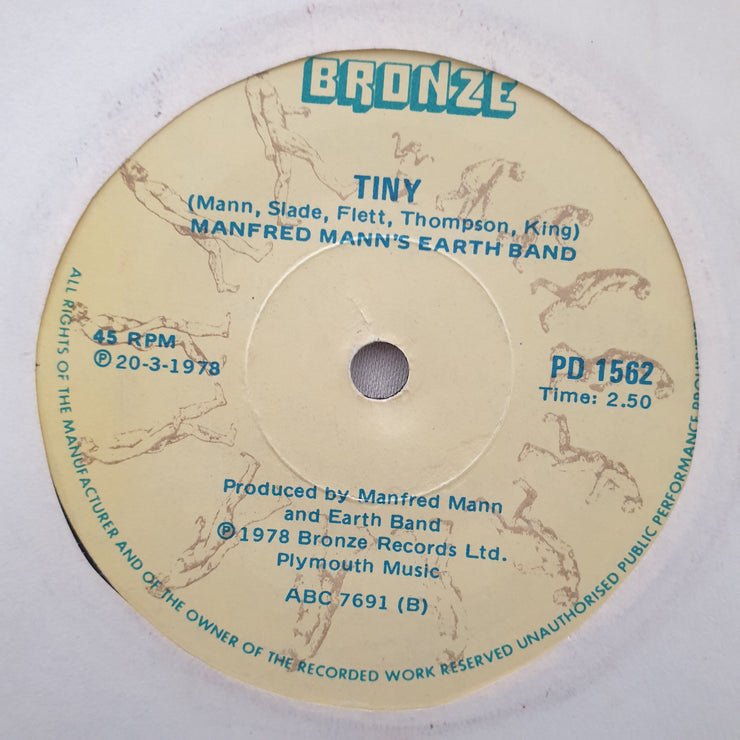 BRONZE
TINY
(Mann, Slade, Flett, Thompson, King)
MANFRED MANN'S EARTH BAND
45 RPM
Ⓟ 20-3-1978
PD 1562
Time: 2.50
Produced by Manfred Mann
and Earth Band
Ⓟ 1978 Bronze Records Ltd.
Plymouth Music
ABC 7691 (B)
ALL RIGHTS OF THE MANUFACTURER AND OF THE OWNER OF THE RECORDED WORK RESERVED UNAUTHORISED PUBLIC PERFORMANCE